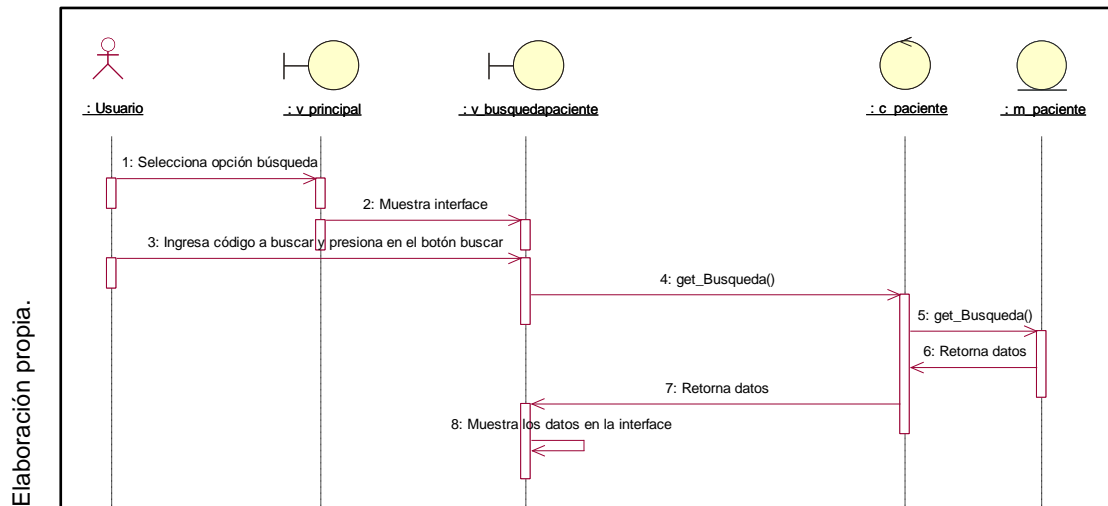 : Usuario
: v_principal
: v_busquedapaciente
: c_paciente
: m_paciente
1: Selecciona opción búsqueda
2: Muestra interface
3: Ingresa código a buscar y presiona en el botón buscar
4: get_Busqueda()
5: get_Busqueda()
6: Retorna datos
7: Retorna datos
8: Muestra los datos en la interface
Elaboración propia.